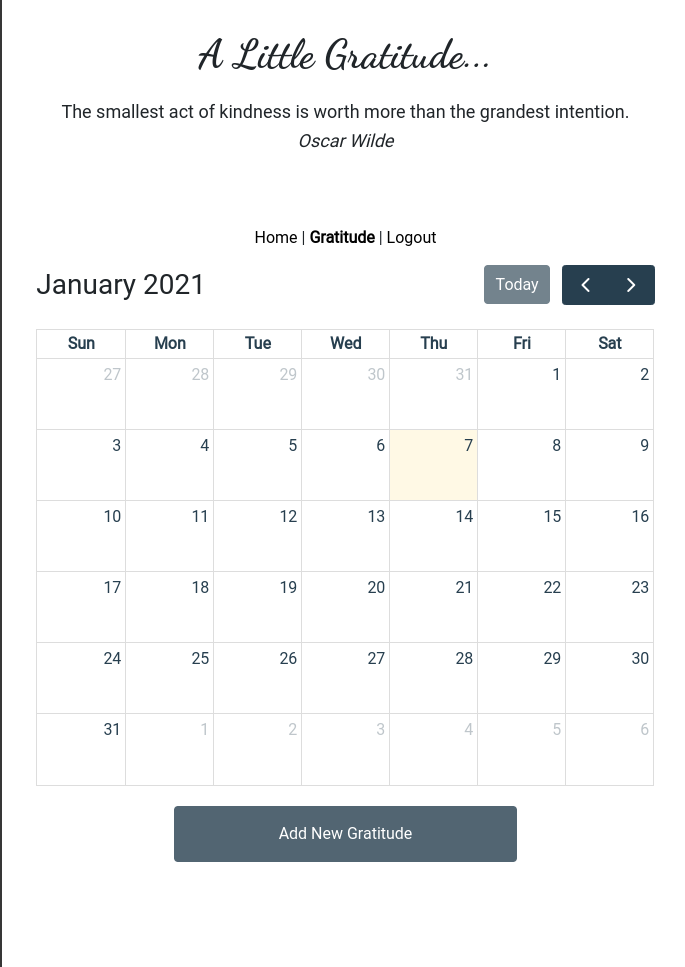 A Little Gratitude...
The smallest act of kindness is worth more than the grandest intention.
Oscar Wilde
Home | Gratitude | Logout
January 2021 Today
Sun Mon Tue Wed Thu Fri Sat
27 28 29 30 31 1 2
3 4 5 6 7 8 9
10 11 12 13 14 15 16
17 18 19 20 21 22 23
24 25 26 27 28 29 30
31 1 2 3 4 5 6
Add New Gratitude